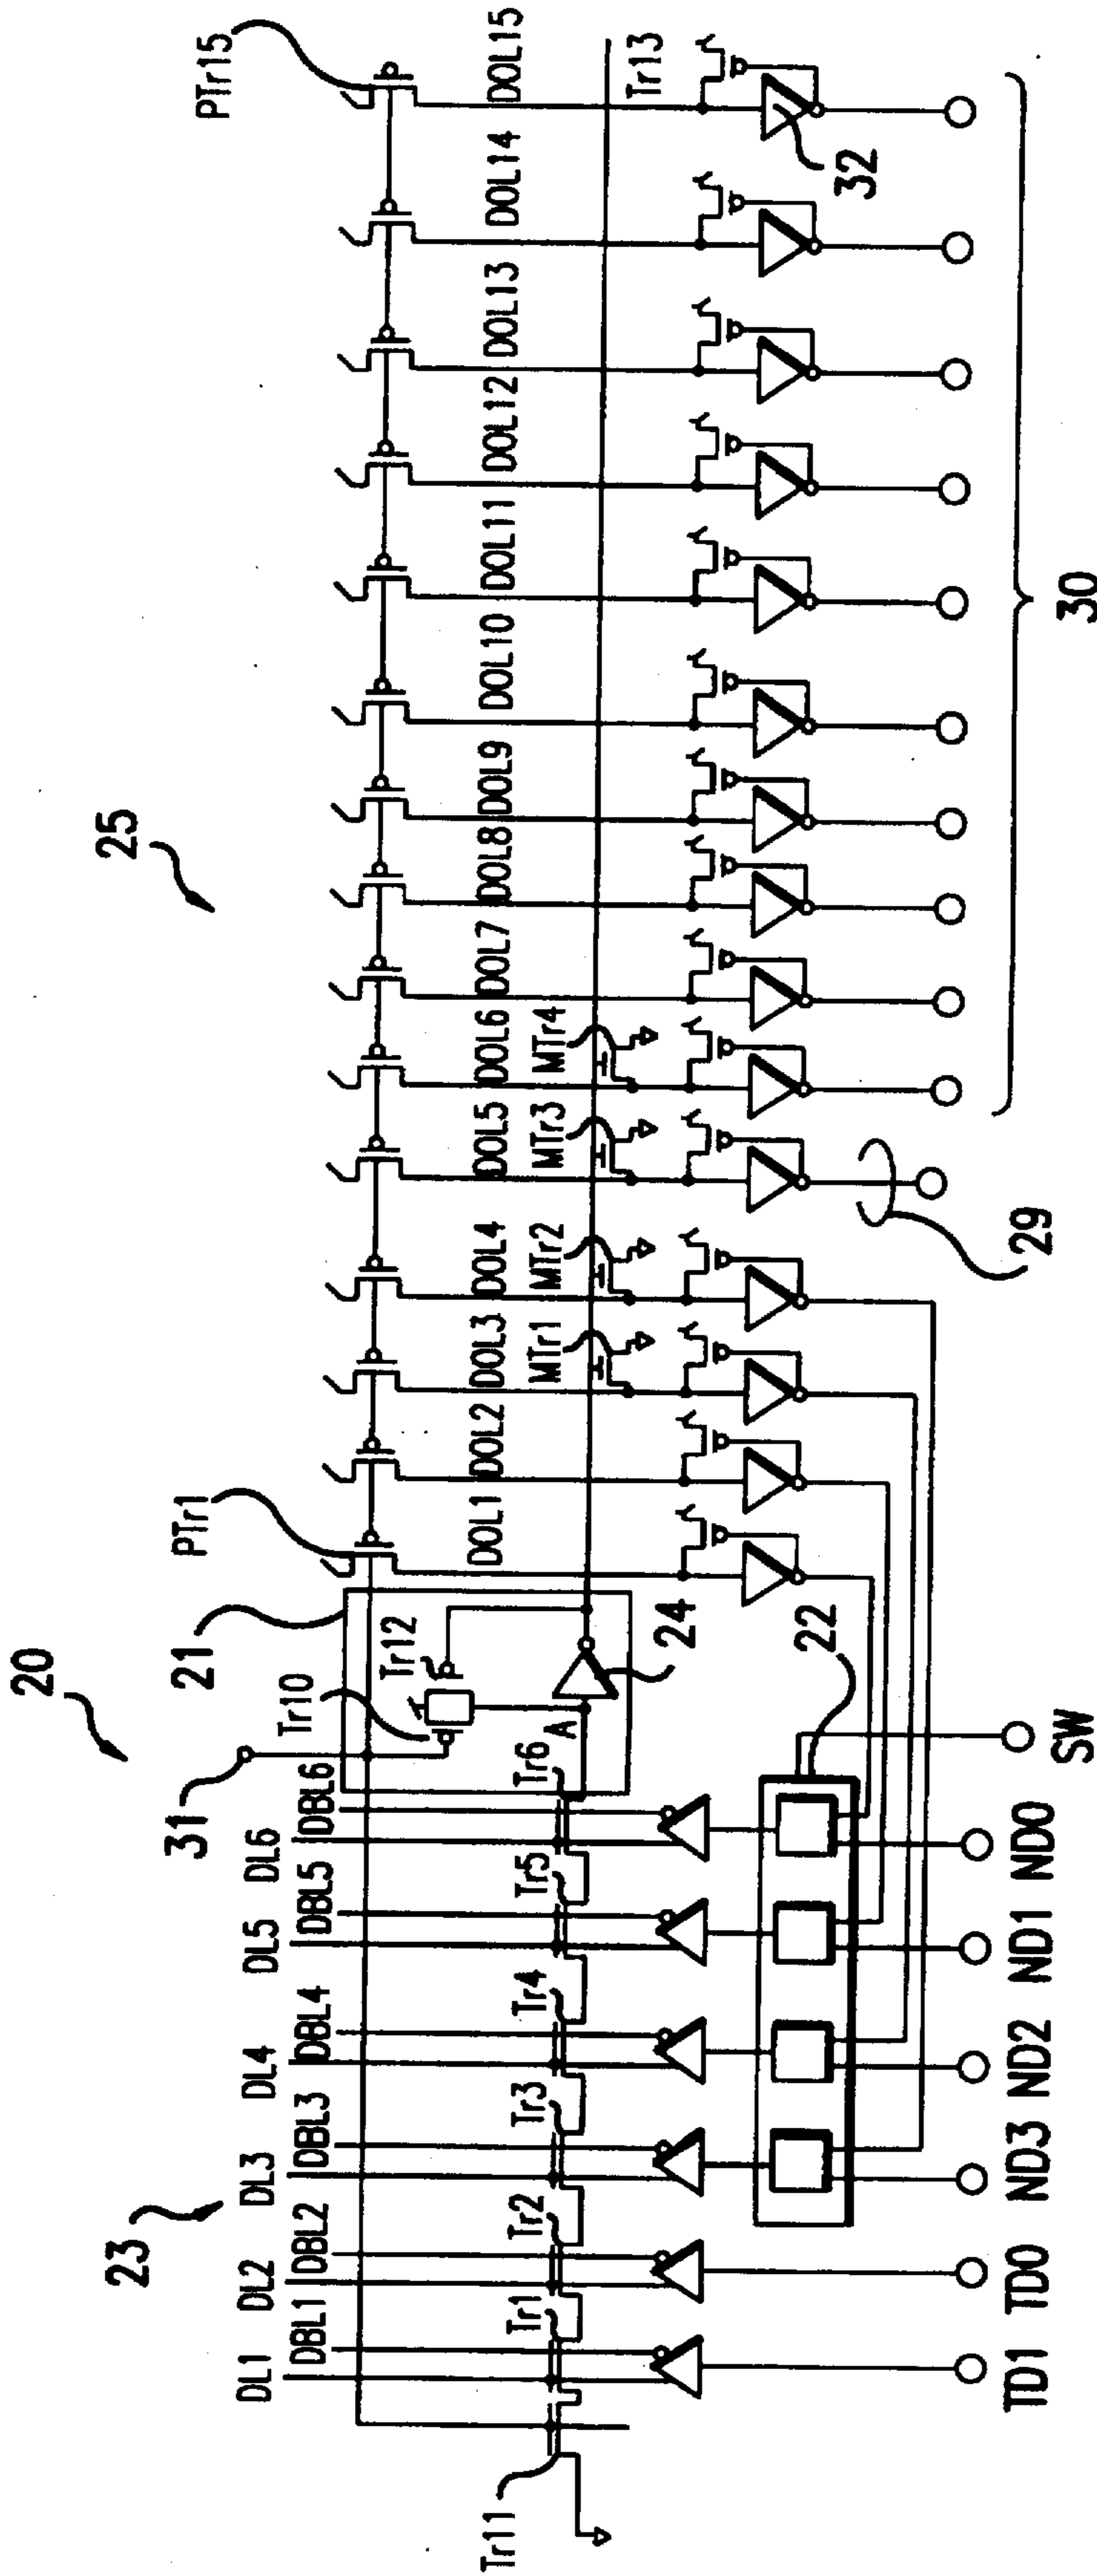 20
25
23
31
21
PTr1
PTr15
DL1
DBL1
DL2
DBL2
DL3
DBL3
DL4
DBL4
DL5
DBL5
DL6
DBL6
Tr10
Tr12
DOL1
DOL2
DOL3
DOL4
DOL5
DOL6
DOL7
DOL8
DOL9
DOL10
DOL11
DOL12
DOL13
DOL14
DOL15
Tr11
Tr1
Tr2
Tr3
Tr4
Tr5
Tr6
A
24
MTr1
MTr2
MTr3
MTr4
Tr13
22
29
32
30
TD1
TD0
ND3
ND2
ND1
ND0
SW